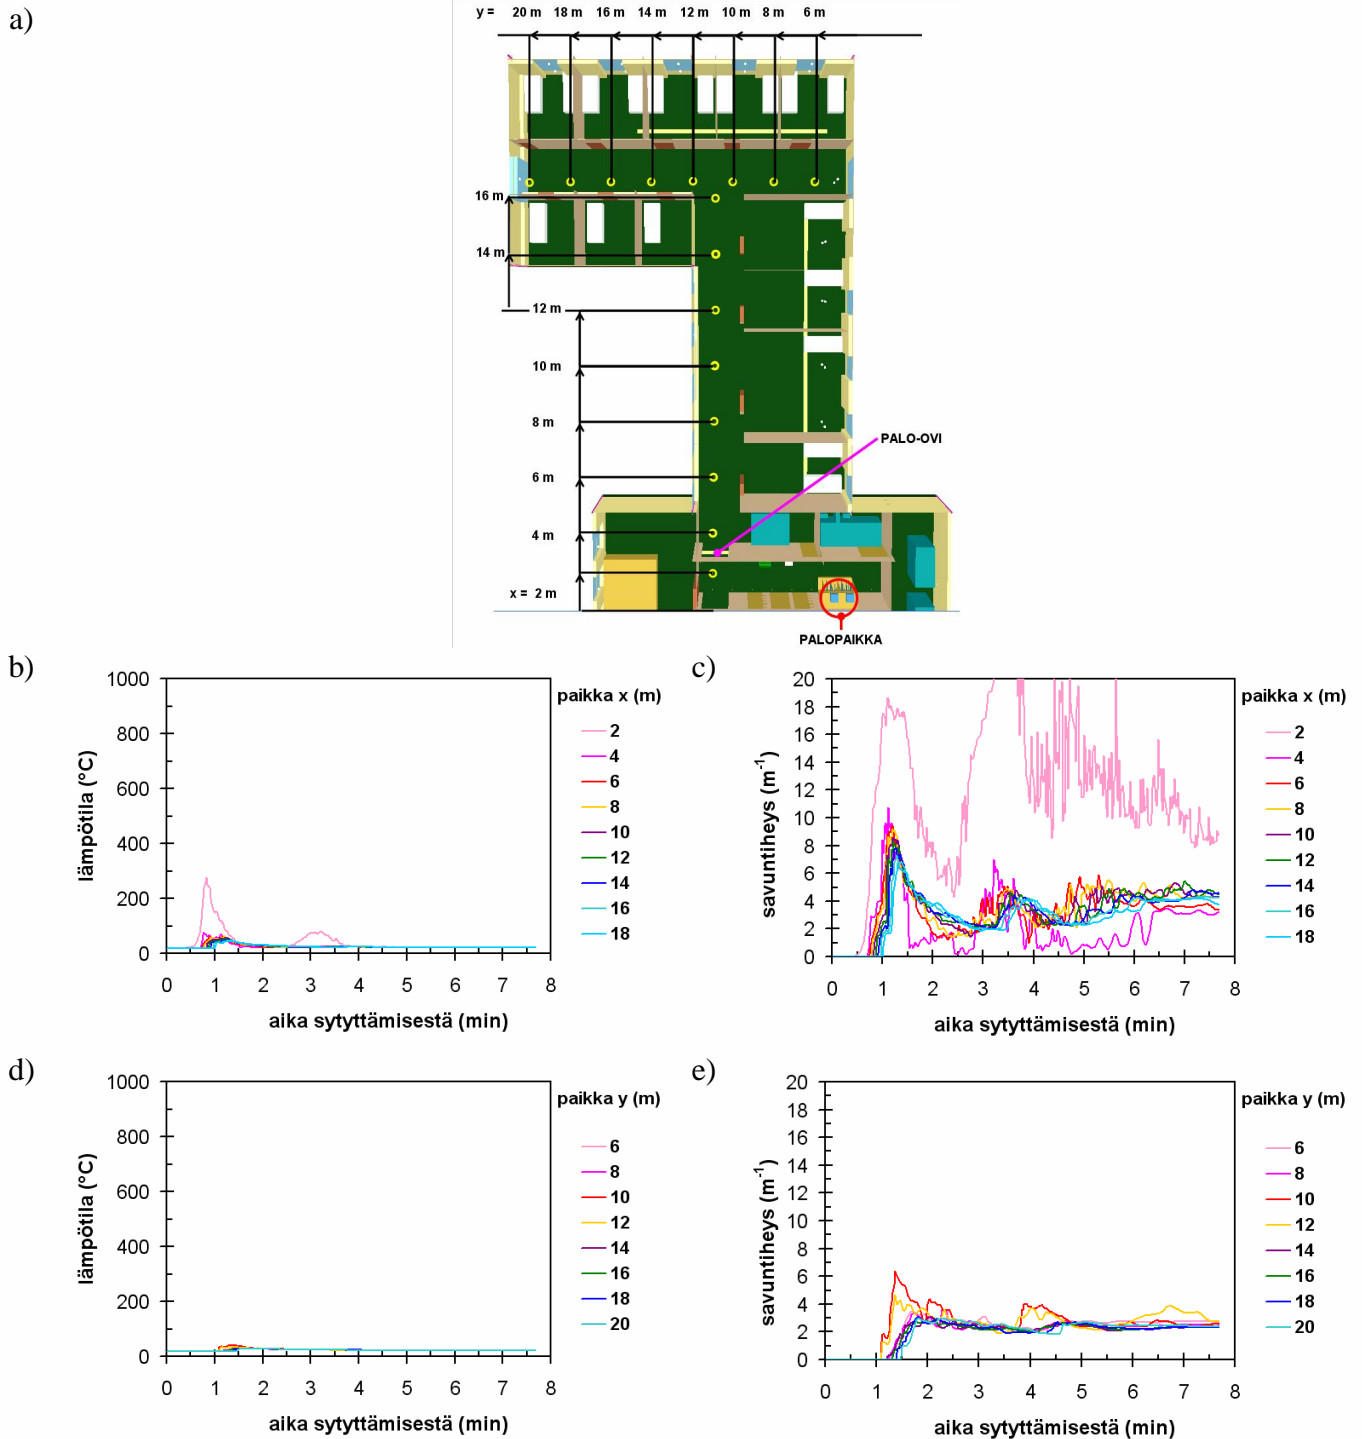 a)
y = 20 m 18 m 16 m 14 m 12 m 10 m 8 m 6 m
16 m
14 m
12 m
10 m
8 m
PALO-OVI
6 m
4 m
x = 2 m
PALOPAIKKA
b)
1000
800
600
400
200
0
0 1 2 3 4 5 6 7 8
lämpötila (°C)
aika sytyttämisestä (min)
paikka x (m)
2
4
6
8
10
12
14
16
18
c)
20
18
16
14
12
10
8
6
4
2
0
0 1 2 3 4 5 6 7 8
savuntiheys (m-1)
aika sytyttämisestä (min)
paikka x (m)
2
4
6
8
10
12
14
16
18
d)
1000
800
600
400
200
0
0 1 2 3 4 5 6 7 8
lämpötila (°C)
aika sytyttämisestä (min)
paikka y (m)
6
8
10
12
14
16
18
20
e)
20
18
16
14
12
10
8
6
4
2
0
0 1 2 3 4 5 6 7 8
savuntiheys (m-1)
aika sytyttämisestä (min)
paikka y (m)
6
8
10
12
14
16
18
20